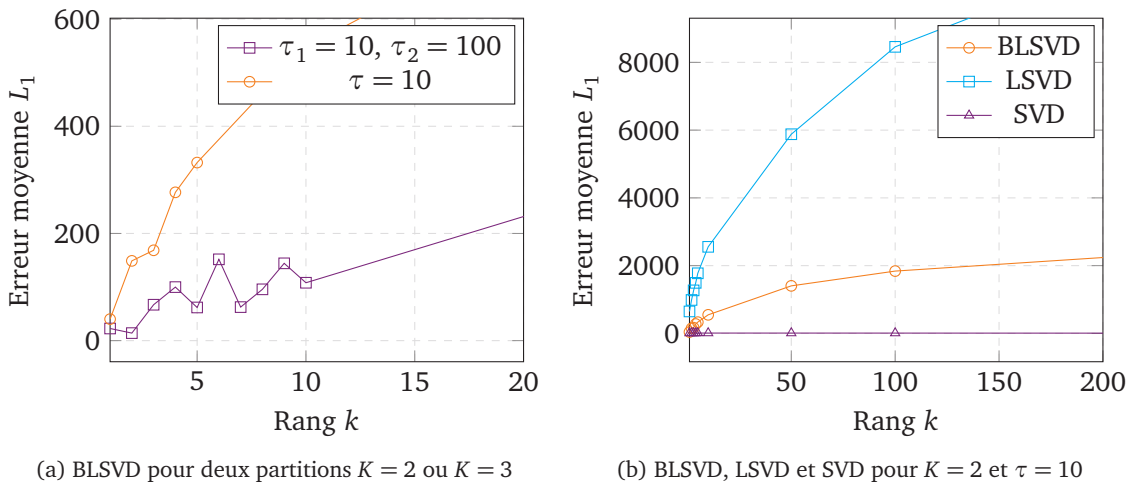 600
400
200
0
5
10
15
20
Erreur moyenne L₁
Rang k
τ₁ = 10, τ₂ = 100
τ = 10
(a) BLSVD pour deux partitions K = 2 ou K = 3
8000
6000
4000
2000
0
50
100
150
200
Erreur moyenne L₁
Rang k
BLSVD
LSVD
SVD
(b) BLSVD, LSVD et SVD pour K = 2 et τ = 10